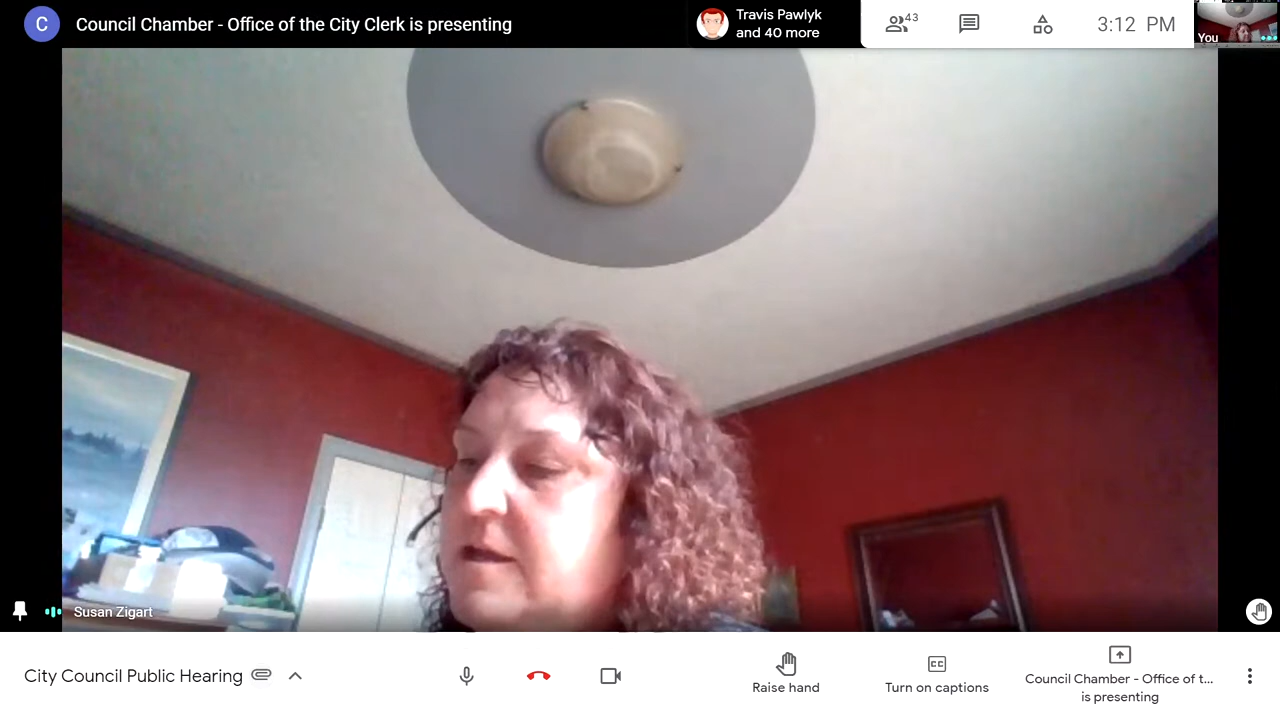 C
Council Chamber - Office of the City Clerk is presenting
Travis Pawlyk
and 40 more
43
3:12 PM
You
Susan Zigart
City Council Public Hearing
Raise hand
CC
Turn on captions
Council Chamber - Office of t...
is presenting